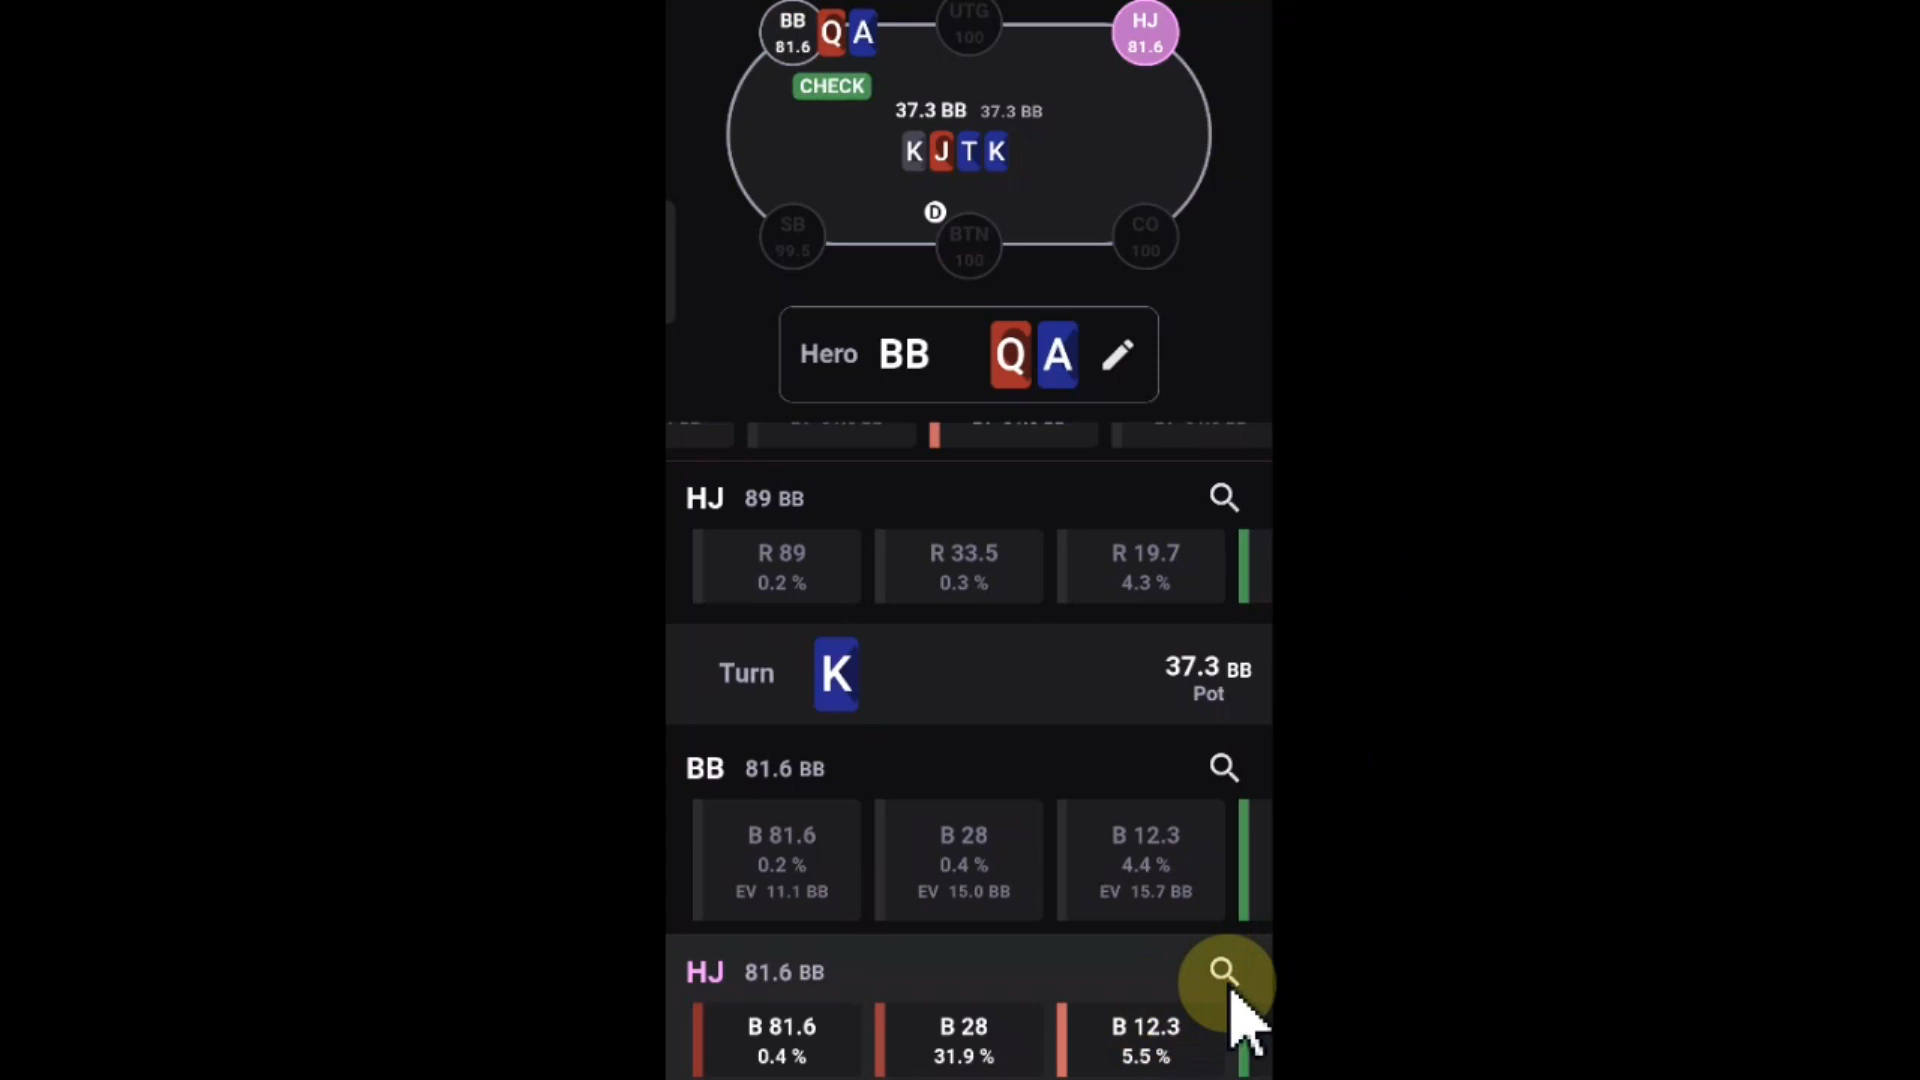 BB
81.6
Q A
UTG
100
HJ
81.6
CHECK
37.3 BB 37.3 BB
K J T K
D
SB
99.5
BTN
100
CO
100
Hero BB Q A
HJ 89 BB
R 89
0.2 %
R 33.5
0.3 %
R 19.7
4.3 %
Turn K
37.3 BB
Pot
BB 81.6 BB
B 81.6
0.2 %
EV 11.1 BB
B 28
0.4 %
EV 15.0 BB
B 12.3
4.4 %
EV 15.7 BB
HJ 81.6 BB
B 81.6
0.4 %
B 28
31.9 %
B 12.3
5.5 %